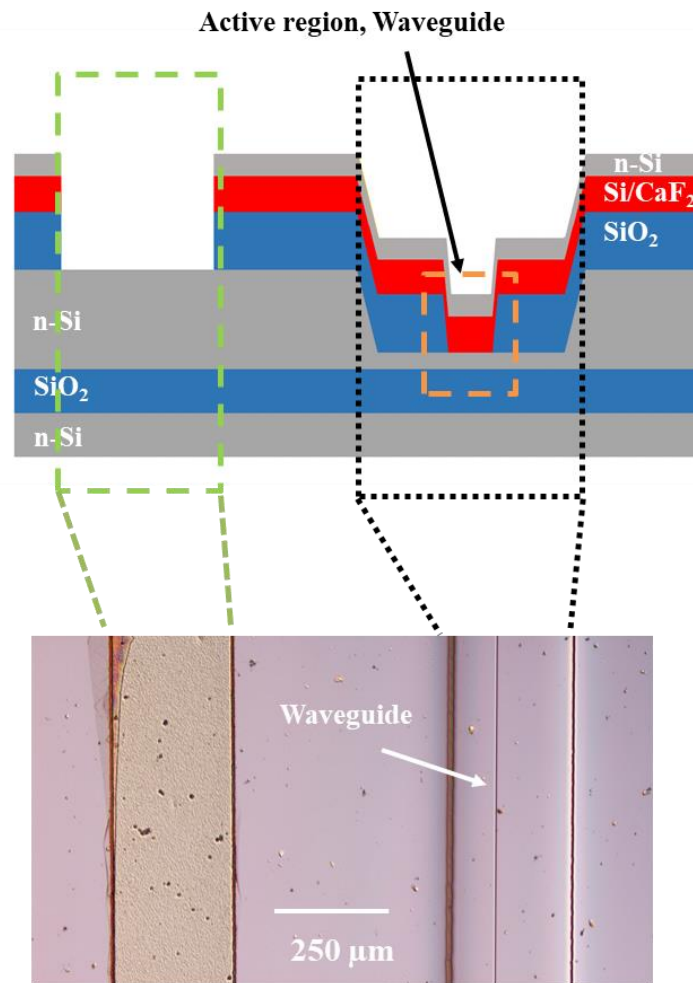 Active region, Waveguide
n-Si
Si/CaF₂
SiO₂
n-Si
SiO₂
n-Si
Waveguide
250 μm